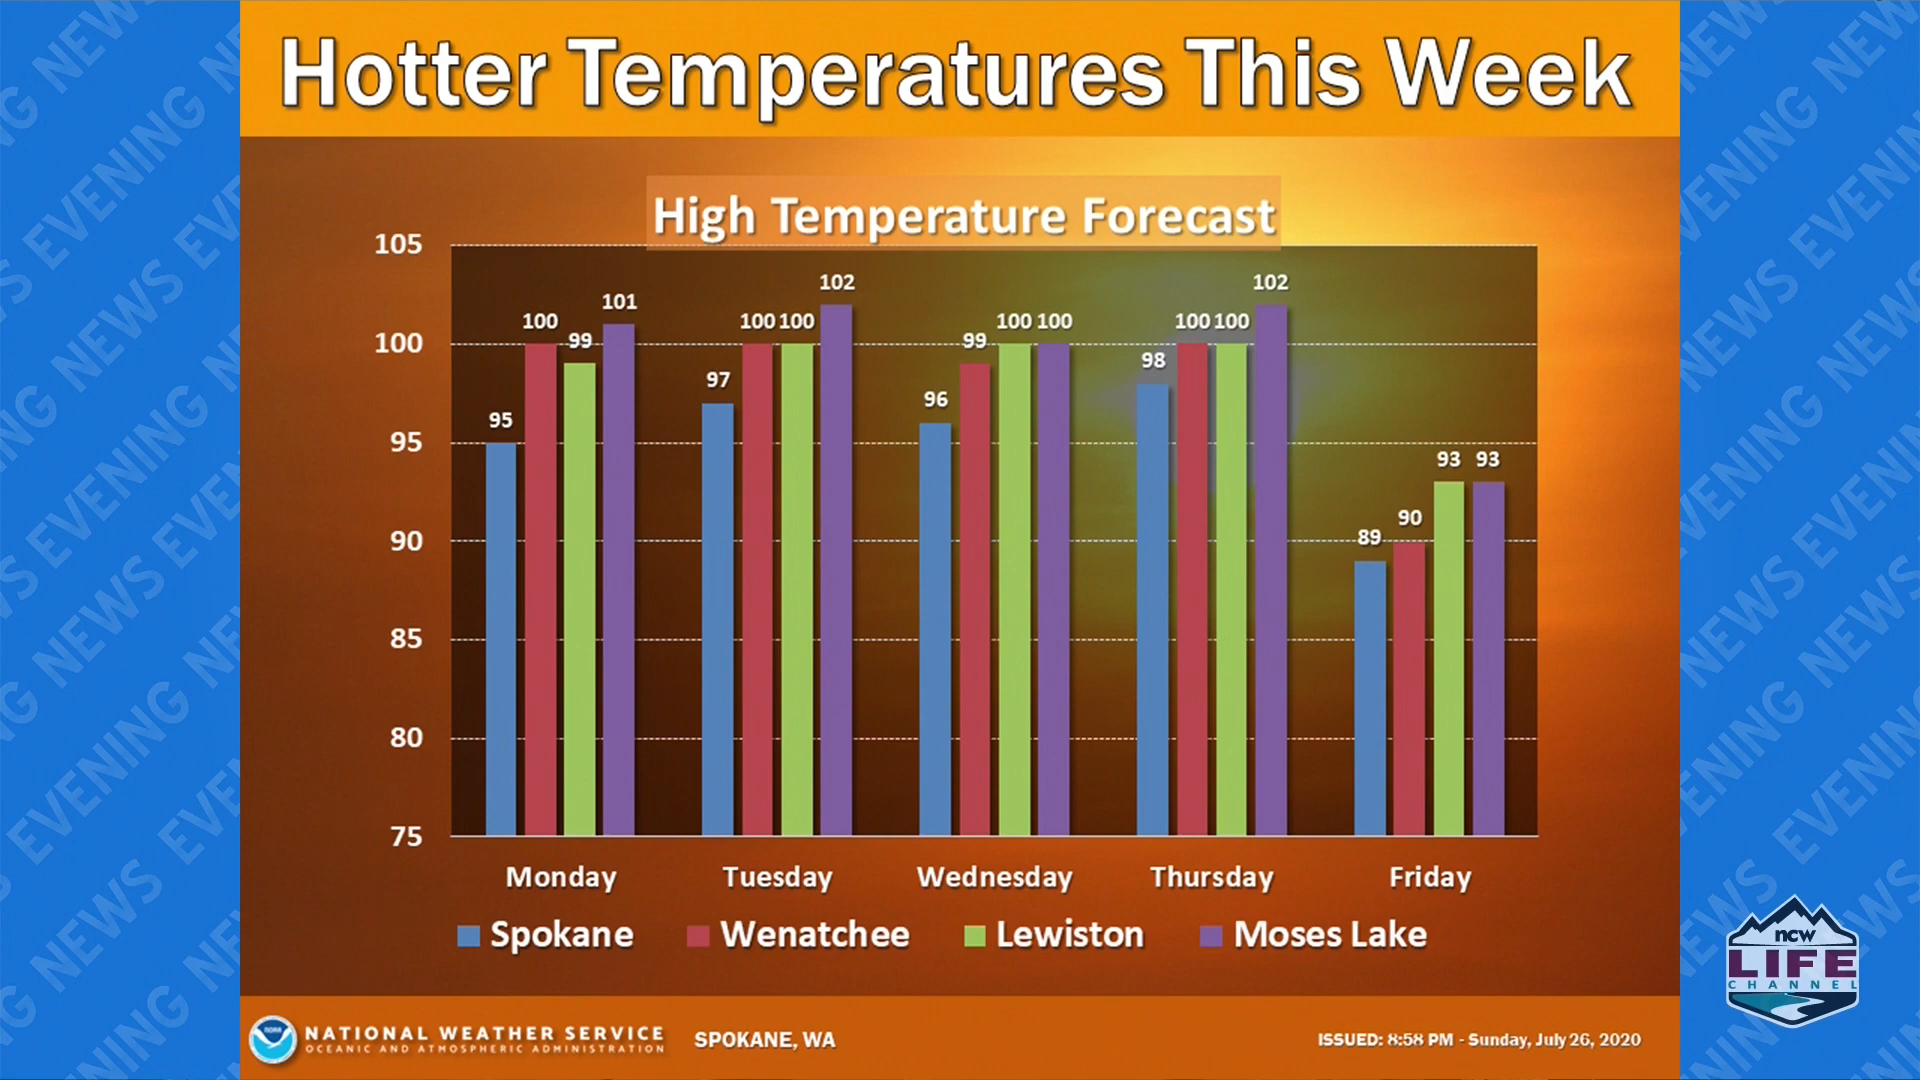 Hotter Temperatures This Week
High Temperature Forecast
105
100
95
90
85
80
75
95 100 99 101
97 100 100 102
96 99 100 100
98 100 100 102
89 90 93 93
Monday Tuesday Wednesday Thursday Friday
Spokane Wenatchee Lewiston Moses Lake
NATIONAL WEATHER SERVICE
OCEANIC AND ATMOSPHERIC ADMINISTRATION
SPOKANE, WA
ISSUED: 8:58 PM - Sunday, July 26, 2020
ncw
LIFE
CHANNEL
EVENING NEWS